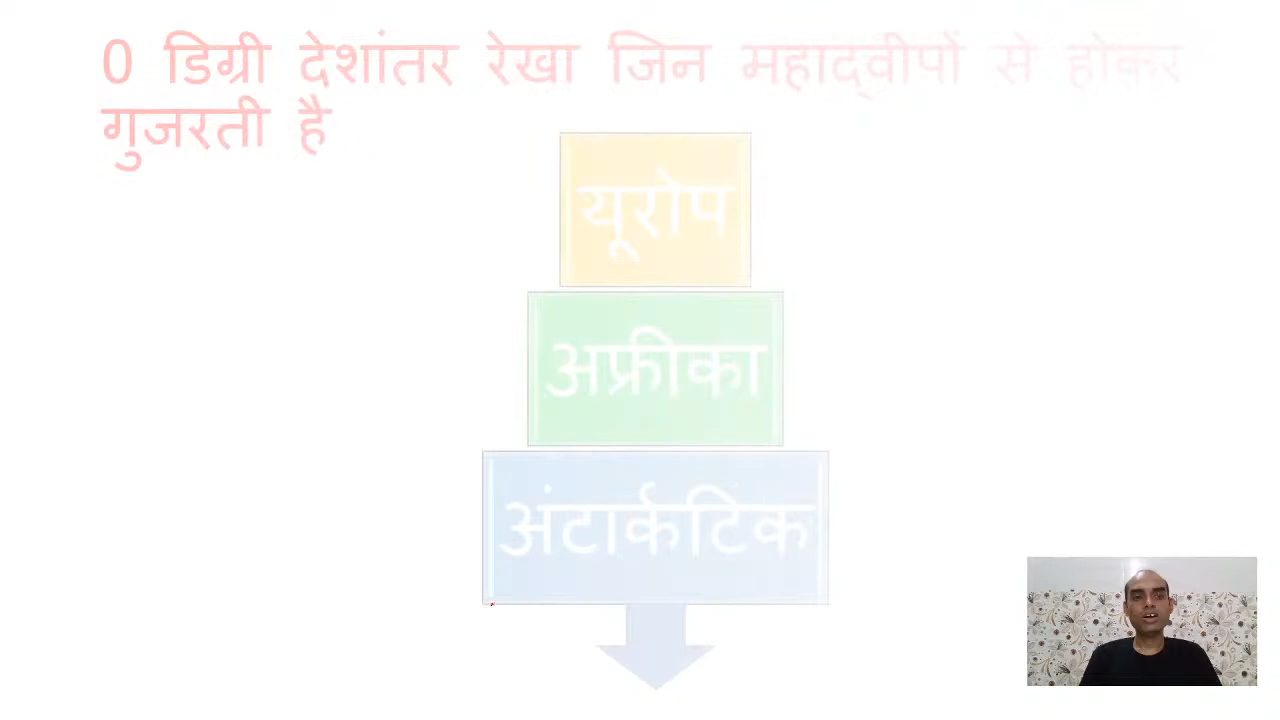 0 डिग्री देशांतर रेखा जिन महाद्वीपों से होकर
गुजरती है
यूरोप
अफ्रीका
अंटार्कटिक